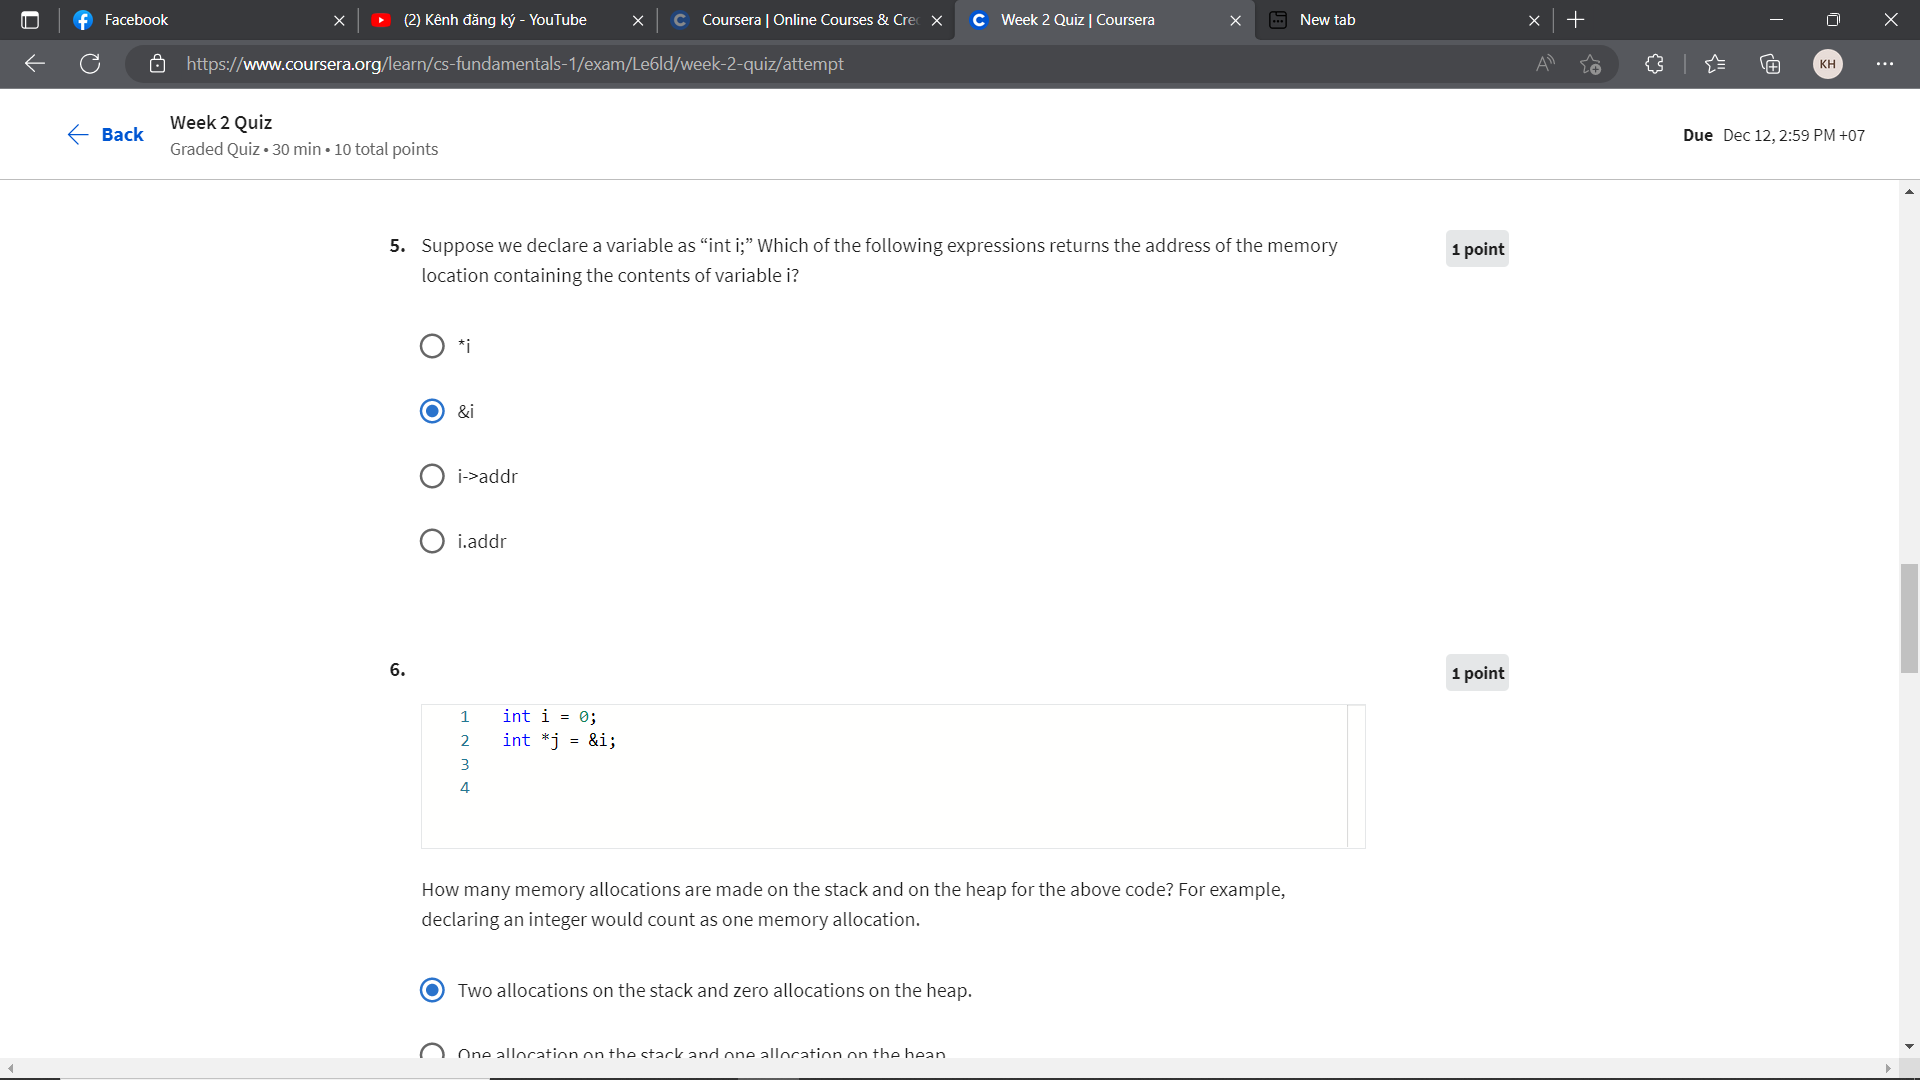 Facebook
(2) Kênh đăng ký - YouTube
Coursera | Online Courses & Cre
Week 2 Quiz | Coursera
New tab
https://www.coursera.org/learn/cs-fundamentals-1/exam/Le6ld/week-2-quiz/attempt
KH
Back
Week 2 Quiz
Graded Quiz • 30 min • 10 total points
Due Dec 12, 2:59 PM +07
5. Suppose we declare a variable as “int i;” Which of the following expressions returns the address of the memory
location containing the contents of variable i?
1 point
*i
&i
i->addr
i.addr
6.
1 point
1 int i = 0;
2 int *j = &i;
3
4
How many memory allocations are made on the stack and on the heap for the above code? For example,
declaring an integer would count as one memory allocation.
Two allocations on the stack and zero allocations on the heap.
One allocation on the stack and one allocation on the heap.